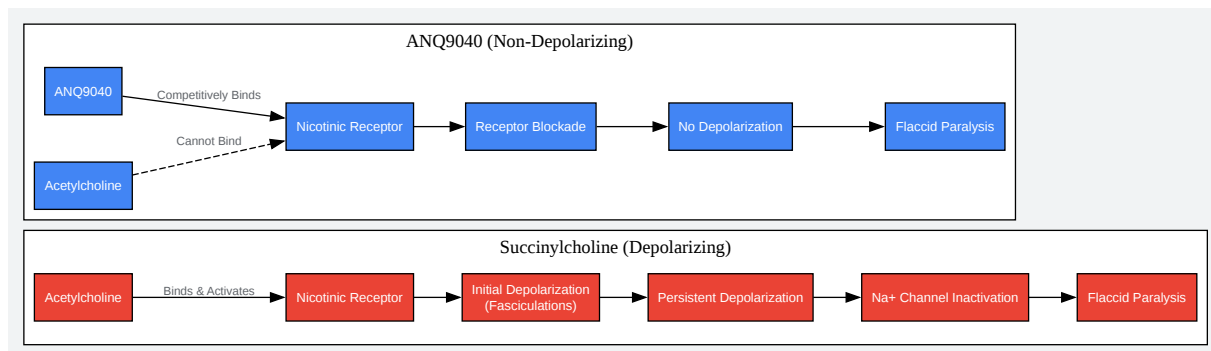 ANQ9040 (Non-Depolarizing)
ANQ9040
Competitively Binds
Nicotinic Receptor
Receptor Blockade
No Depolarization
Flaccid Paralysis
Cannot Bind
Acetylcholine
Succinylcholine (Depolarizing)
Acetylcholine
Binds & Activates
Nicotinic Receptor
Initial Depolarization
(Fasciculations)
Persistent Depolarization
Na+ Channel Inactivation
Flaccid Paralysis